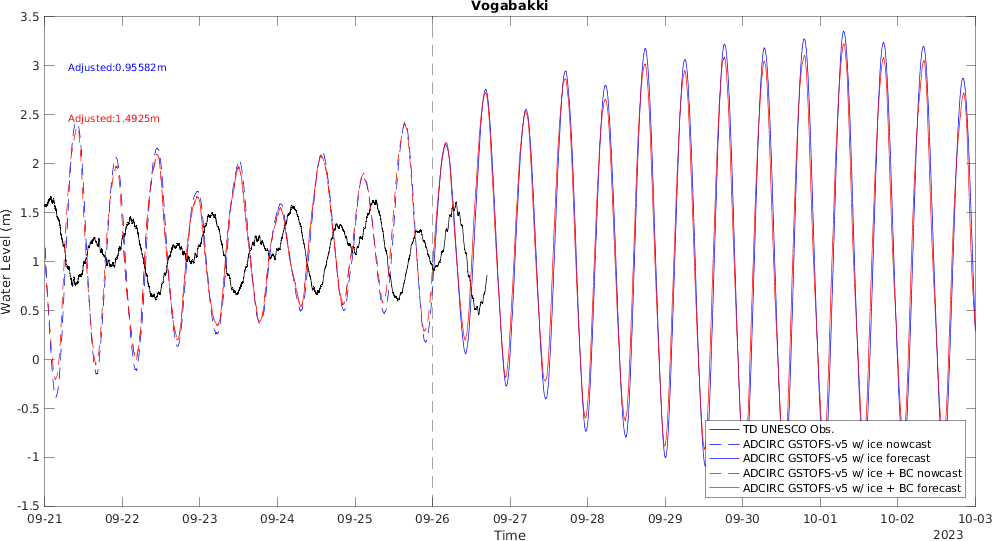 Vogabakki
3.5
3
2.5
2
1.5
1
0.5
0
-0.5
-1
-1.5
Water Level (m)
Adjusted:0.95582m
Adjusted:1.4925m
TD UNESCO Obs.
ADCIRC GSTOFS-v5 w/ ice nowcast
ADCIRC GSTOFS-v5 w/ ice forecast
ADCIRC GSTOFS-v5 w/ ice + BC nowcast
ADCIRC GSTOFS-v5 w/ ice + BC forecast
09-21 09-22 09-23 09-24 09-25 09-26 09-27 09-28 09-29 09-30 10-01 10-02 10-03
Time
2023